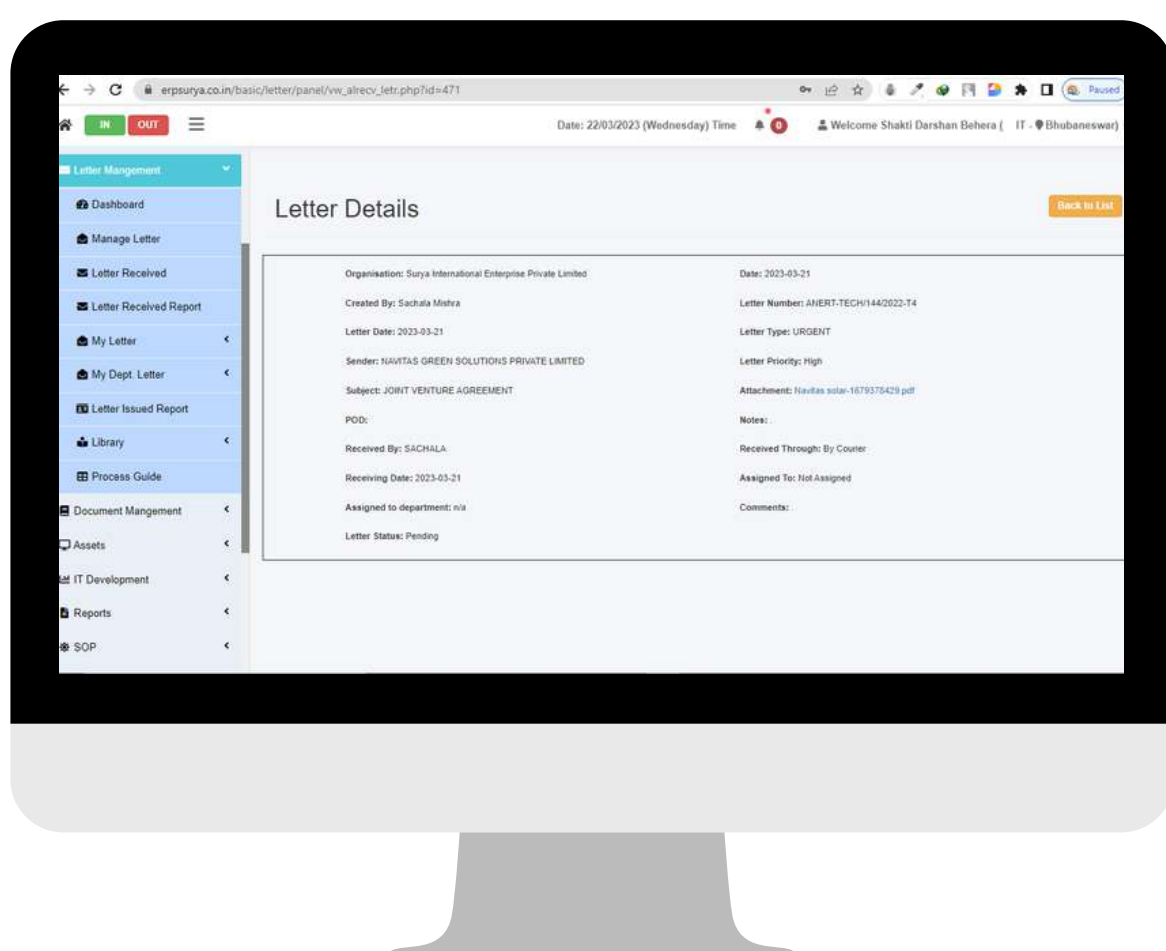 erpsurya.co.in/basic/letter/panel/vw_alrecv_letr.php?id=471
Paused
IN OUT Date: 22/03/2023 (Wednesday) Time 0 Welcome Shakti Darshan Behera ( IT - Bhubaneswar)
Letter Mangement
Dashboard
Manage Letter
Letter Received
Letter Received Report
My Letter
My Dept. Letter
Letter Issued Report
Library
Process Guide
Document Mangement
Assets
IT Development
Reports
SOP
Letter Details
Back to List
Organisation: Surya International Enterprise Private Limited
Date: 2023-03-21
Created By: Sachala Mishra
Letter Number: ANERT-TECH/144/2022-T4
Letter Date: 2023-03-21
Letter Type: URGENT
Sender: NAVITAS GREEN SOLUTIONS PRIVATE LIMITED
Letter Priority: High
Subject: JOINT VENTURE AGREEMENT
Attachment: Navitas solar-1679378429.pdf
POD:
Notes: .
Received By: SACHALA
Received Through: By Courier
Receiving Date: 2023-03-21
Assigned To: Not Assigned
Assigned to department: n/a
Comments: .
Letter Status: Pending